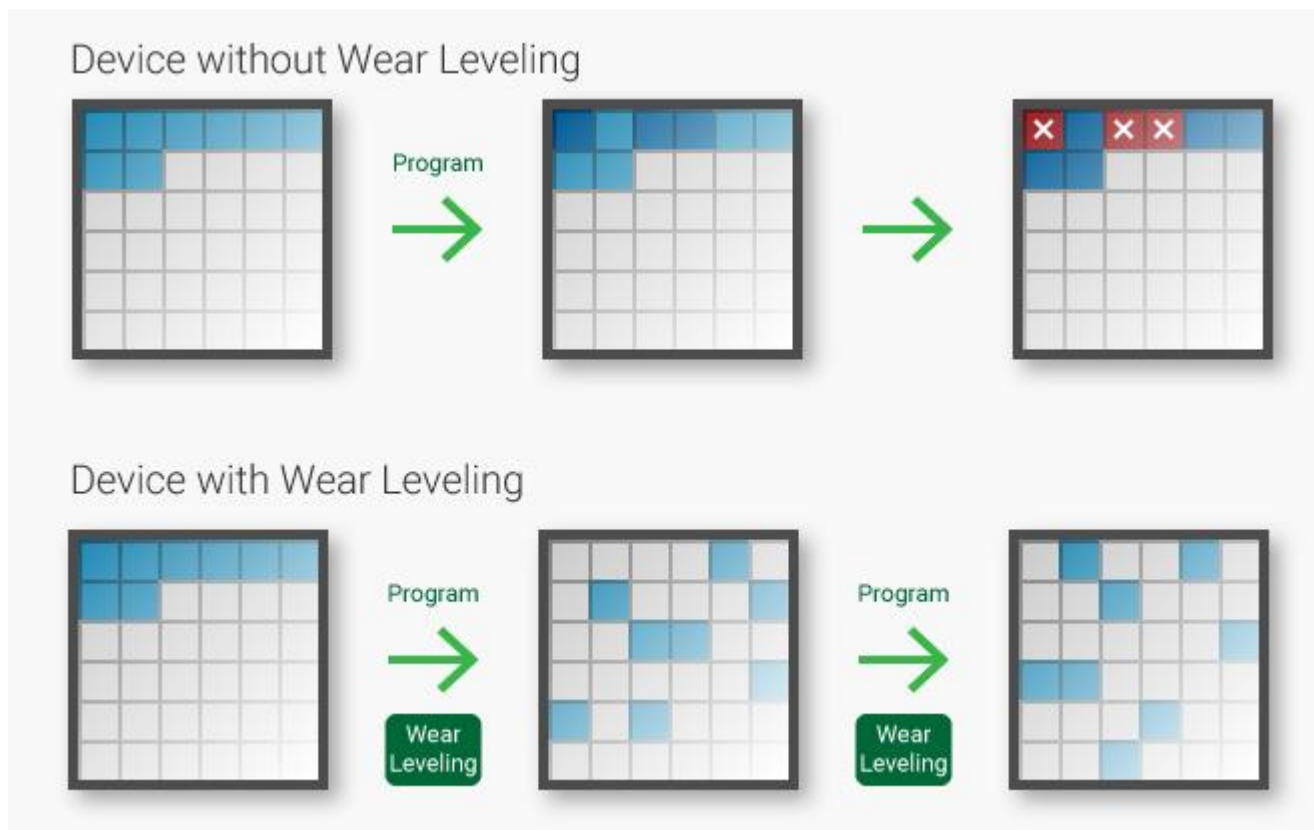 Device without Wear Leveling
Program
Device with Wear Leveling
Program
Wear
Leveling
Program
Wear
Leveling